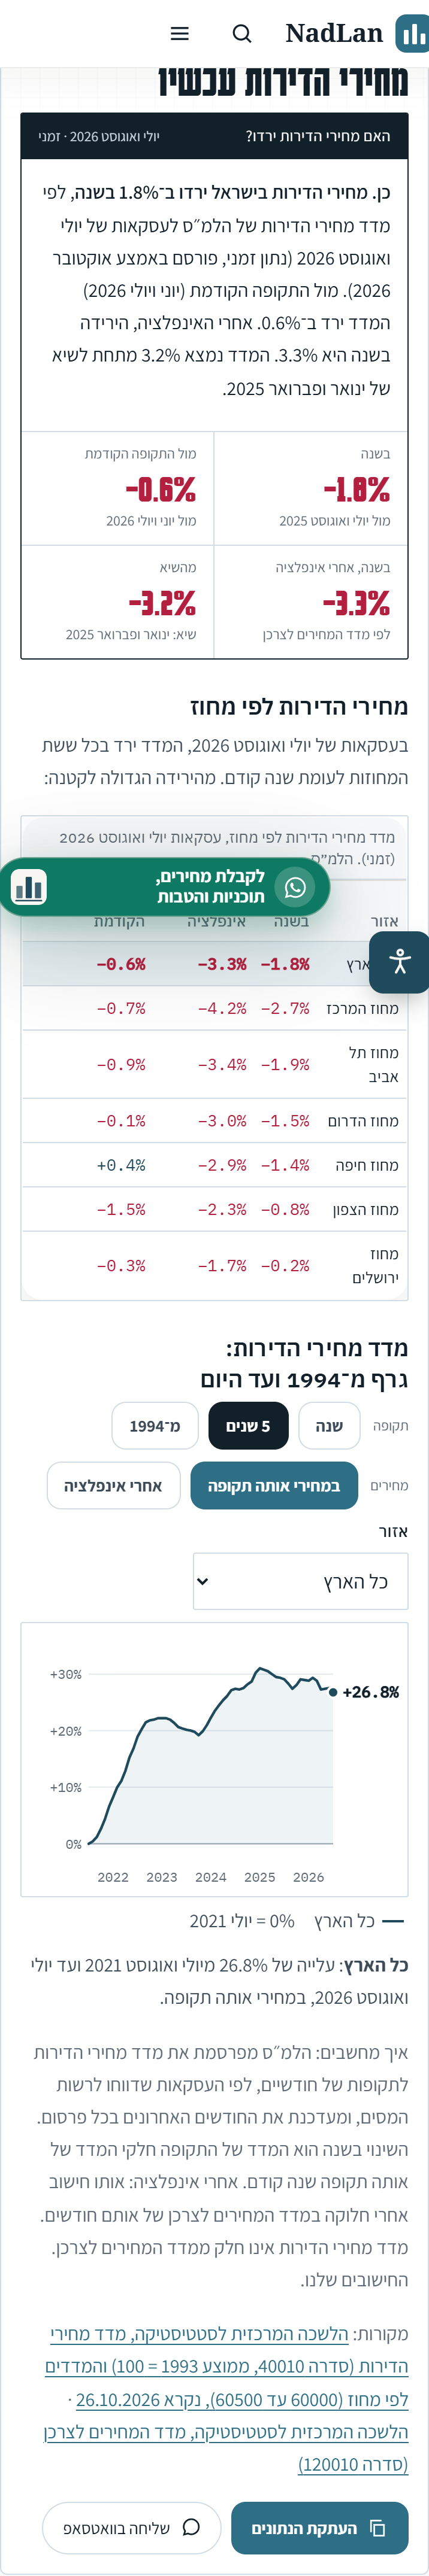 NadLan
מחירי הדירות עכשיו
האם מחירי הדירות ירדו?
יולי ואוגוסט 2026 · זמני
כן. מחירי הדירות בישראל ירדו ב־1.8% בשנה, לפי
מדד מחירי הדירות של הלמ״ס לעסקאות של יולי
ואוגוסט 2026 (נתון זמני, פורסם באמצע אוקטובר
2026). מול התקופה הקודמת (יוני ויולי 2026)
המדד ירד ב־0.6%. אחרי האינפלציה, הירידה
בשנה היא 3.3%. המדד נמצא 3.2% מתחת לשיא
של ינואר ופברואר 2025.
בשנה
−1.8%
מול יולי ואוגוסט 2025
מול התקופה הקודמת
−0.6%
מול יוני ויולי 2026
בשנה, אחרי אינפלציה
−3.3%
לפי מדד המחירים לצרכן
מהשיא
−3.2%
שיא: ינואר ופברואר 2025
מחירי הדירות לפי מחוז
בעסקאות של יולי ואוגוסט 2026, המדד ירד בכל ששת
המחוזות לעומת שנה קודם. מהירידה הגדולה לקטנה:
מדד מחירי הדירות לפי מחוז, עסקאות יולי ואוגוסט 2026
(זמני). הלמ״ס
לקבלת מחירים,
תוכניות והטבות
אזור בשנה אינפלציה הקודמת
−1.8% −3.3% −0.6%
מחוז המרכז −2.7% −4.2% −0.7%
מחוז תל
אביב −1.9% −3.4% −0.9%
מחוז הדרום −1.5% −3.0% −0.1%
מחוז חיפה −1.4% −2.9% +0.4%
מחוז הצפון −0.8% −2.3% −1.5%
מחוז
ירושלים −0.2% −1.7% −0.3%
מדד מחירי הדירות:
גרף מ־1994 ועד היום
תקופה שנה 5 שנים מ־1994
מחירים במחירי אותה תקופה אחרי אינפלציה
אזור
כל הארץ
+30%
+20%
+10%
0%
+26.8%
2022 2023 2024 2025 2026
כל הארץ 0% = יולי 2021
כל הארץ: עלייה של 26.8% מיולי ואוגוסט 2021 ועד יולי
ואוגוסט 2026, במחירי אותה תקופה.
איך מחשבים: הלמ״ס מפרסמת את מדד מחירי הדירות
לתקופות של חודשיים, לפי העסקאות שדווחו לרשות
המסים, ומעדכנת את החודשים האחרונים בכל פרסום.
השינוי בשנה הוא המדד של התקופה חלקי המדד של
אותה תקופה שנה קודם. אחרי אינפלציה: אותו חישוב
אחרי חלוקה במדד המחירים לצרכן של אותם חודשים.
מדד מחירי הדירות אינו חלק ממדד המחירים לצרכן.
החישובים שלנו.
מקורות: הלשכה המרכזית לסטטיסטיקה, מדד מחירי
הדירות (סדרה 40010, ממוצע 1993 = 100) והמדדים
לפי מחוז (60000 עד 60500), נקרא 26.10.2026 ·
הלשכה המרכזית לסטטיסטיקה, מדד המחירים לצרכן
(סדרה 120010)
העתקת הנתונים
שליחה בוואטסאפ